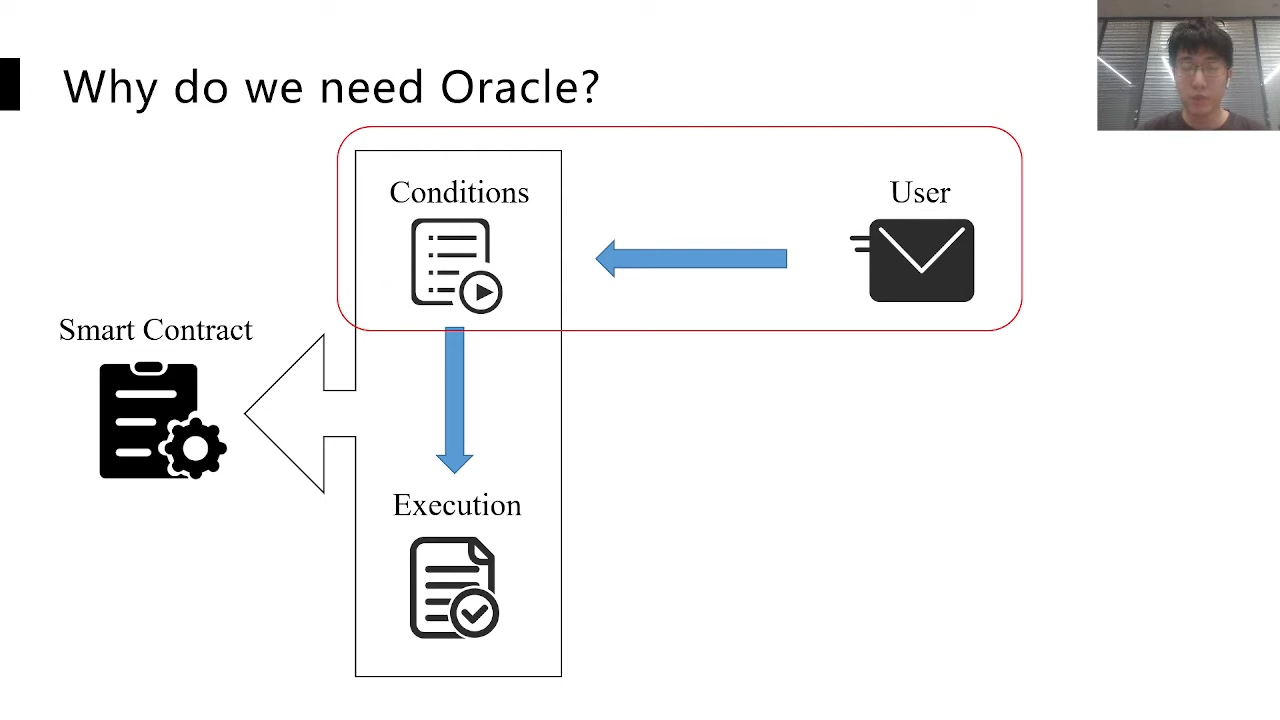 Why do we need Oracle?
Conditions
User
Smart Contract
Execution